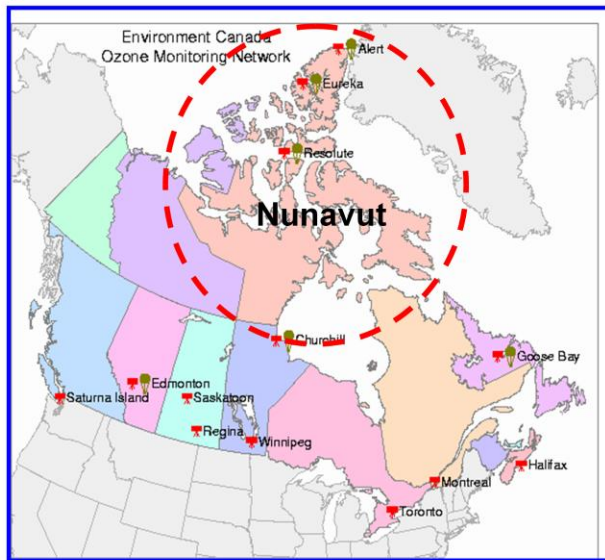 Environment Canada
Ozone Monitoring Network
Alert
Eureka
Resolute
Nunavut
Churchill
Goose Bay
Edmonton
Saturna Island
Saskatoon
Regina
Winnipeg
Halifax
Montreal
Toronto